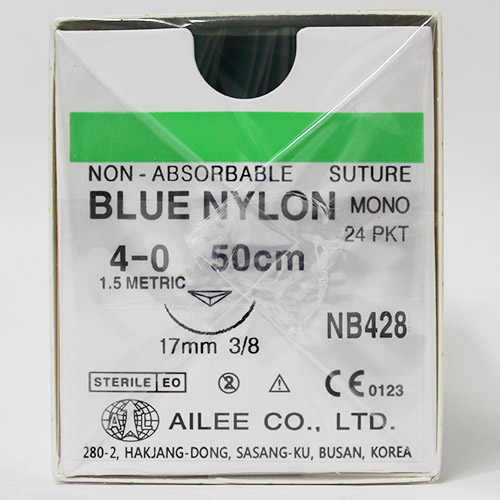 NON - ABSORBABLE SUTURE
BLUE NYLON MONO
24 PKT
4-0 50cm
1.5 METRIC
NB428
17mm 3/8
STERILE EO 2 CE 0123
AILEE CO., LTD.
280-2, HAKJANG-DONG, SASANG-KU, BUSAN, KOREA